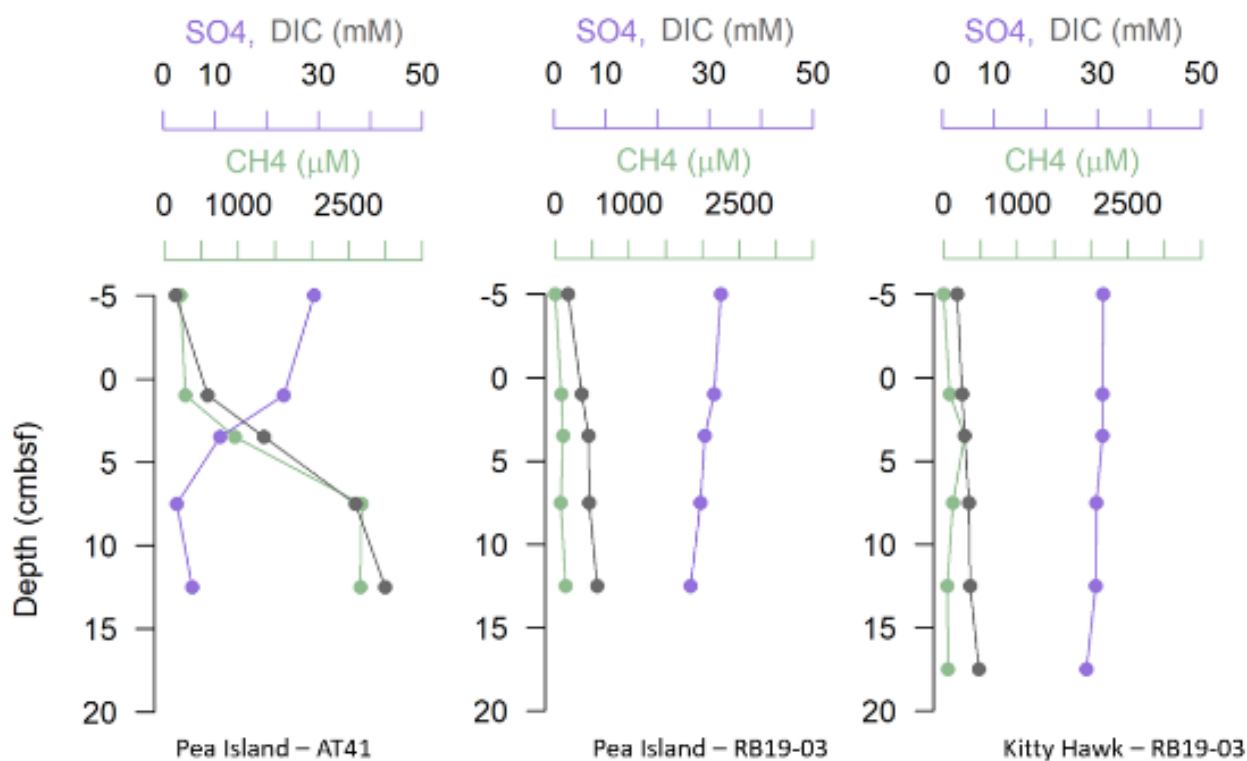 SO4, DIC (mM) SO4, DIC (mM) SO4, DIC (mM)
0 10 30 50 0 10 30 50 0 10 30 50
CH4 (μM) CH4 (μM) CH4 (μM)
0 1000 2500 0 1000 2500 0 1000 2500
-5 -5 -5
0 0 0
5 5 5
10 10 10
15 15 15
20 20 20
Depth (cmbsf)
Pea Island – AT41 Pea Island – RB19-03 Kitty Hawk – RB19-03